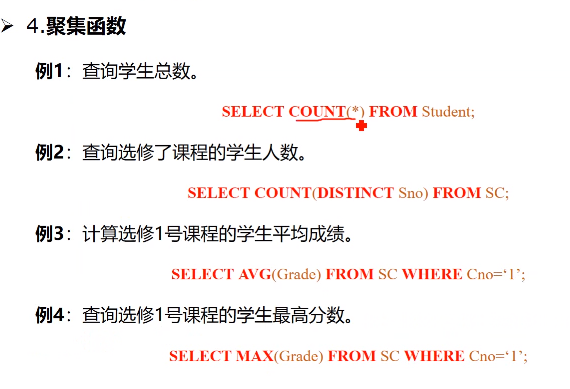 ➢ 4.聚集函数
例1：查询学生总数。
SELECT COUNT(*) FROM Student;
例2：查询选修了课程的学生人数。
SELECT COUNT(DISTINCT Sno) FROM SC;
例3：计算选修1号课程的学生平均成绩。
SELECT AVG(Grade) FROM SC WHERE Cno=‘1’;
例4：查询选修1号课程的学生最高分数。
SELECT MAX(Grade) FROM SC WHERE Cno=‘1’;